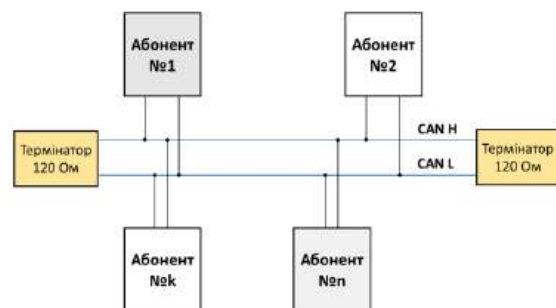 Абонент
№1
Абонент
№2
CAN H
Термінатор
120 Ом
Термінатор
120 Ом
CAN L
Абонент
№k
Абонент
№n